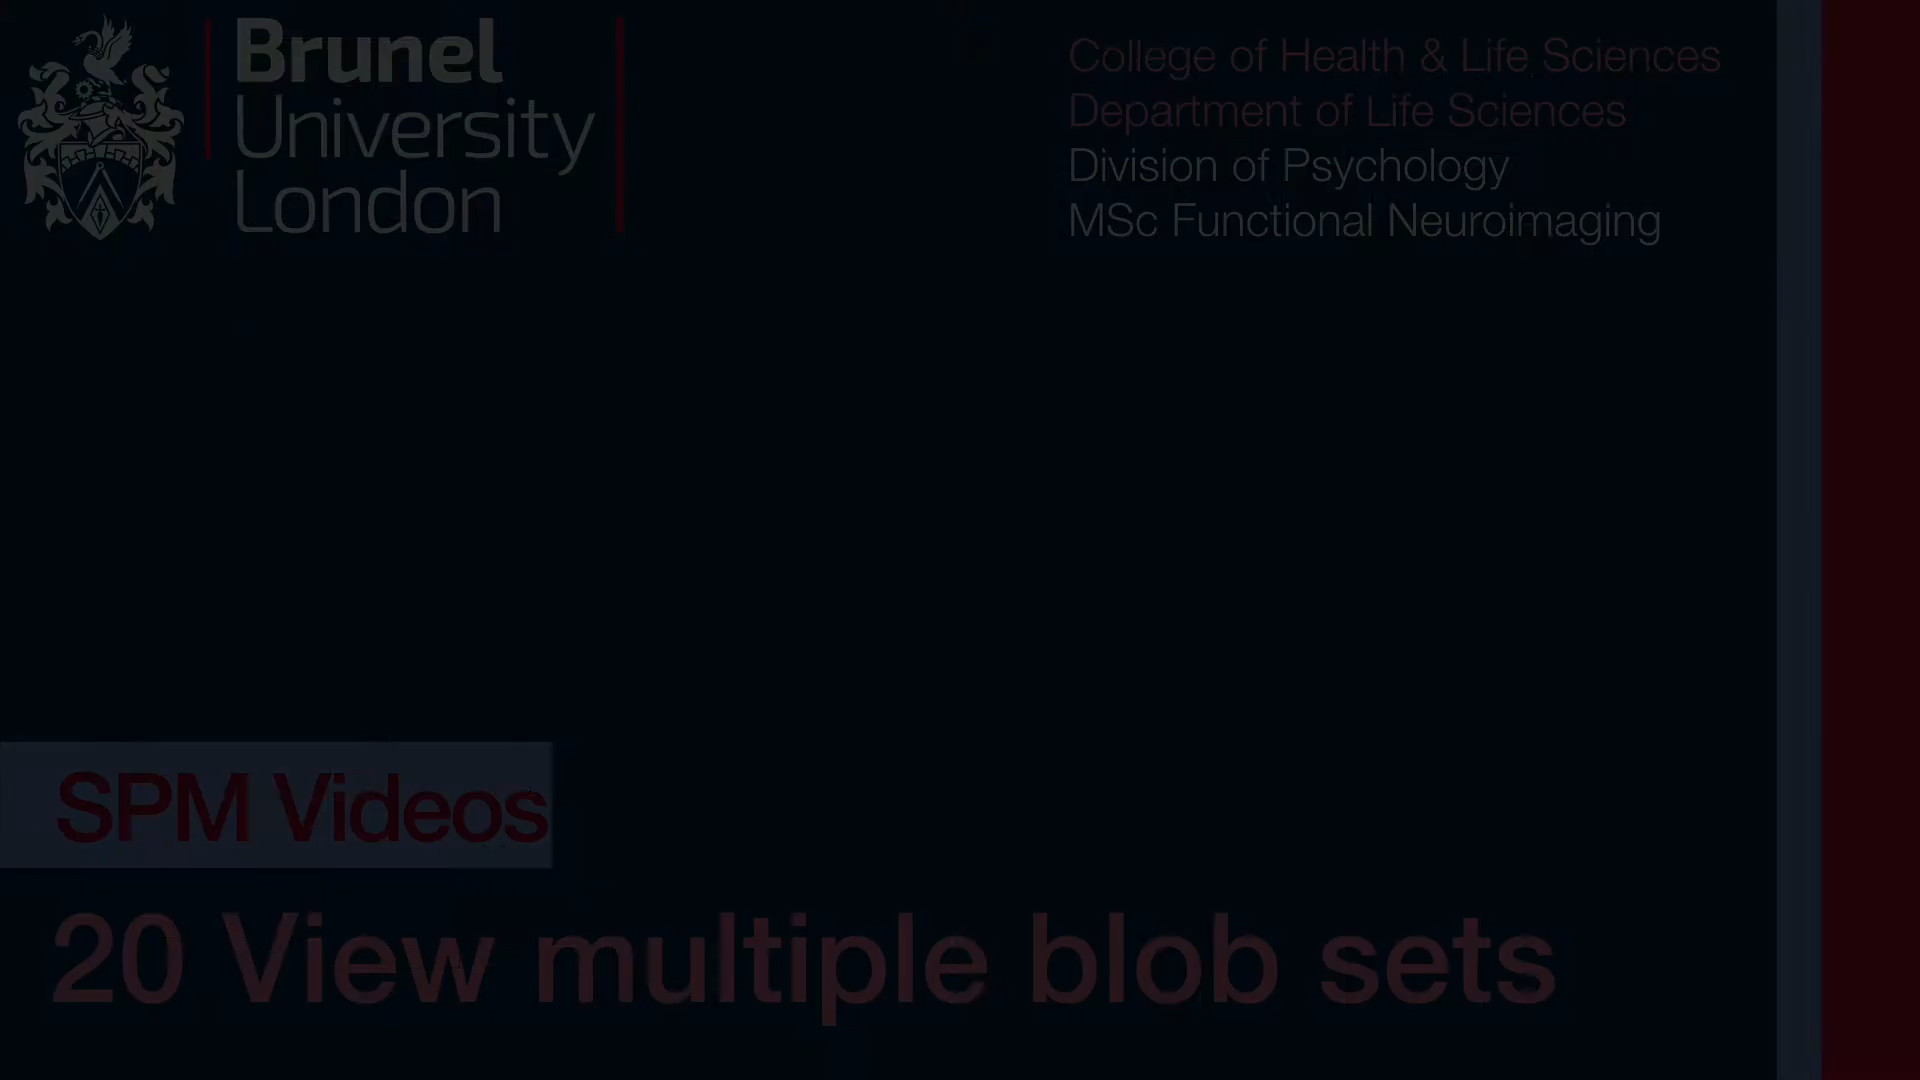 Brunel
University
London
College of Health & Life Sciences
Department of Life Sciences
Division of Psychology
MSc Functional Neuroimaging
SPM Videos
20 View multiple blob sets